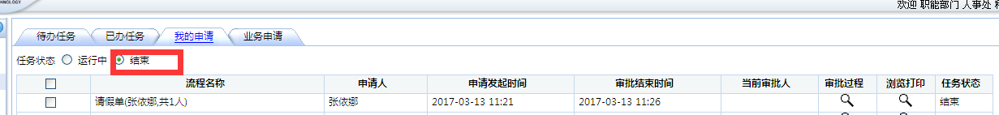 HNOLOGY
欢迎 职能部门 人事处
待办任务 已办任务 我的申请 业务申请
任务状态 运行中 结束
流程名称 申请人 申请发起时间 审批结束时间 当前审批人 审批过程 浏览打印 任务状态
请假单(张依娜,共1人) 张依娜 2017-03-13 11:21 2017-03-13 11:26 结束